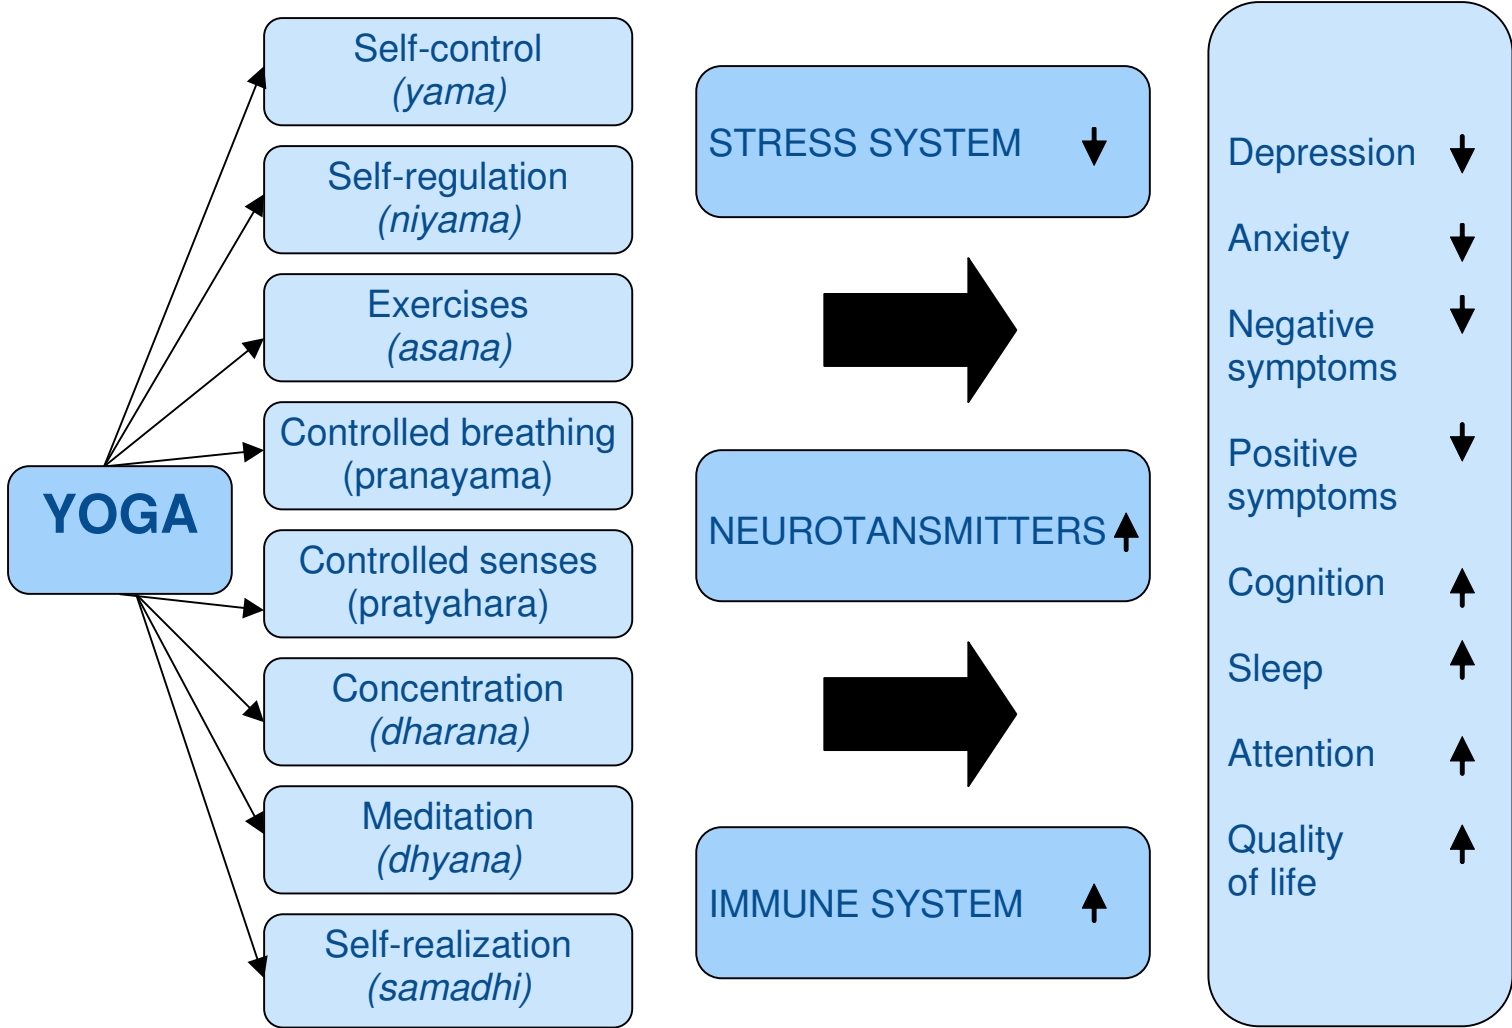 YOGA
Self-control
(yama)
Self-regulation
(niyama)
Exercises
(asana)
Controlled breathing
(pranayama)
Controlled senses
(pratyahara)
Concentration
(dharana)
Meditation
(dhyana)
Self-realization
(samadhi)
STRESS SYSTEM
NEUROTANSMITTERS
IMMUNE SYSTEM
Depression
Anxiety
Negative
symptoms
Positive
symptoms
Cognition
Sleep
Attention
Quality
of life